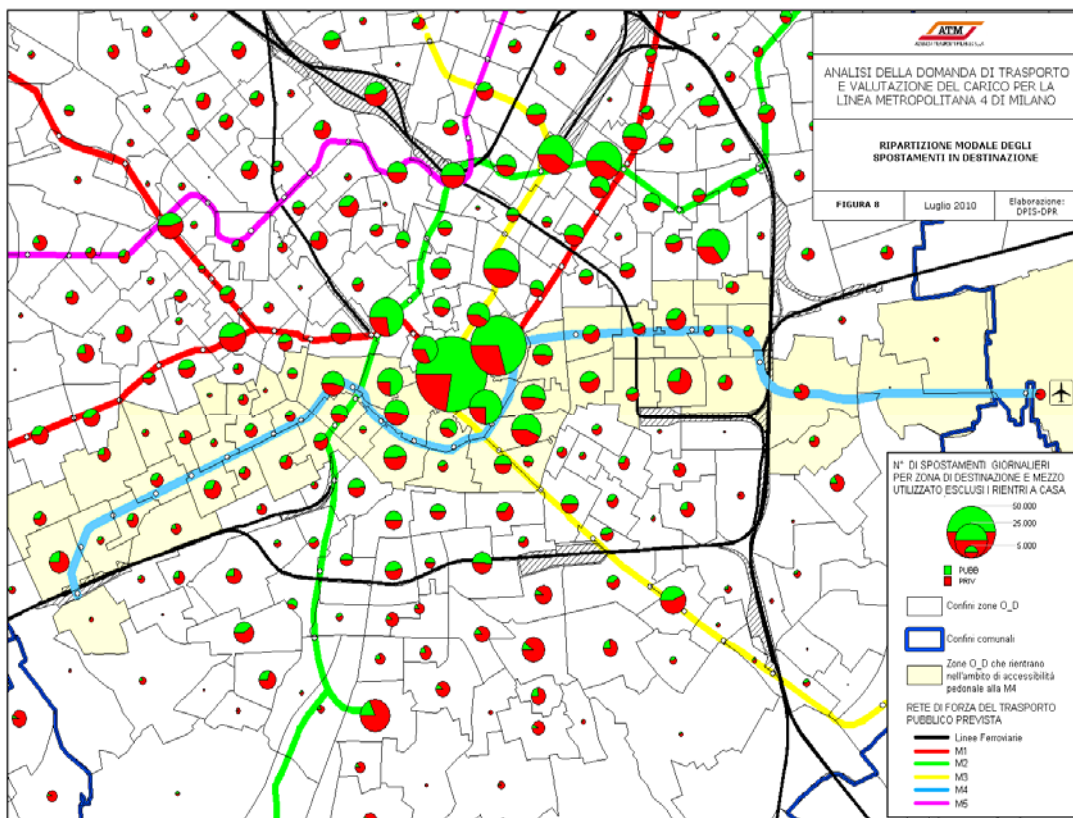 ATM
ANALISI DELLA DOMANDA DI TRASPORTO
E VALUTAZIONE DEL CARICO PER LA
LINEA METROPOLITANA 4 DI MILANO
RIPARTIZIONE MODALE DEGLI
SPOSTAMENTI IN DESTINAZIONE
FIGURA 8
Luglio 2010
Elaborazione:
DPIS-DPR
N° DI SPOSTAMENTI GIORNALIERI
PER ZONA DI DESTINAZIONE E MEZZO
UTILIZZATO ESCLUSI I RIENTRI A CASA
50.000
25.000
5.000
PUBB
PRIV
Confini zone O_D
Confini comunali
Zone O_D che rientrano
nell'ambito di accessibilità
pedonale alla M4
RETE DI FORZA DEL TRASPORTO
PUBBLICO PREVISTA
Linee Ferroviarie
M1
M2
M3
M4
M5